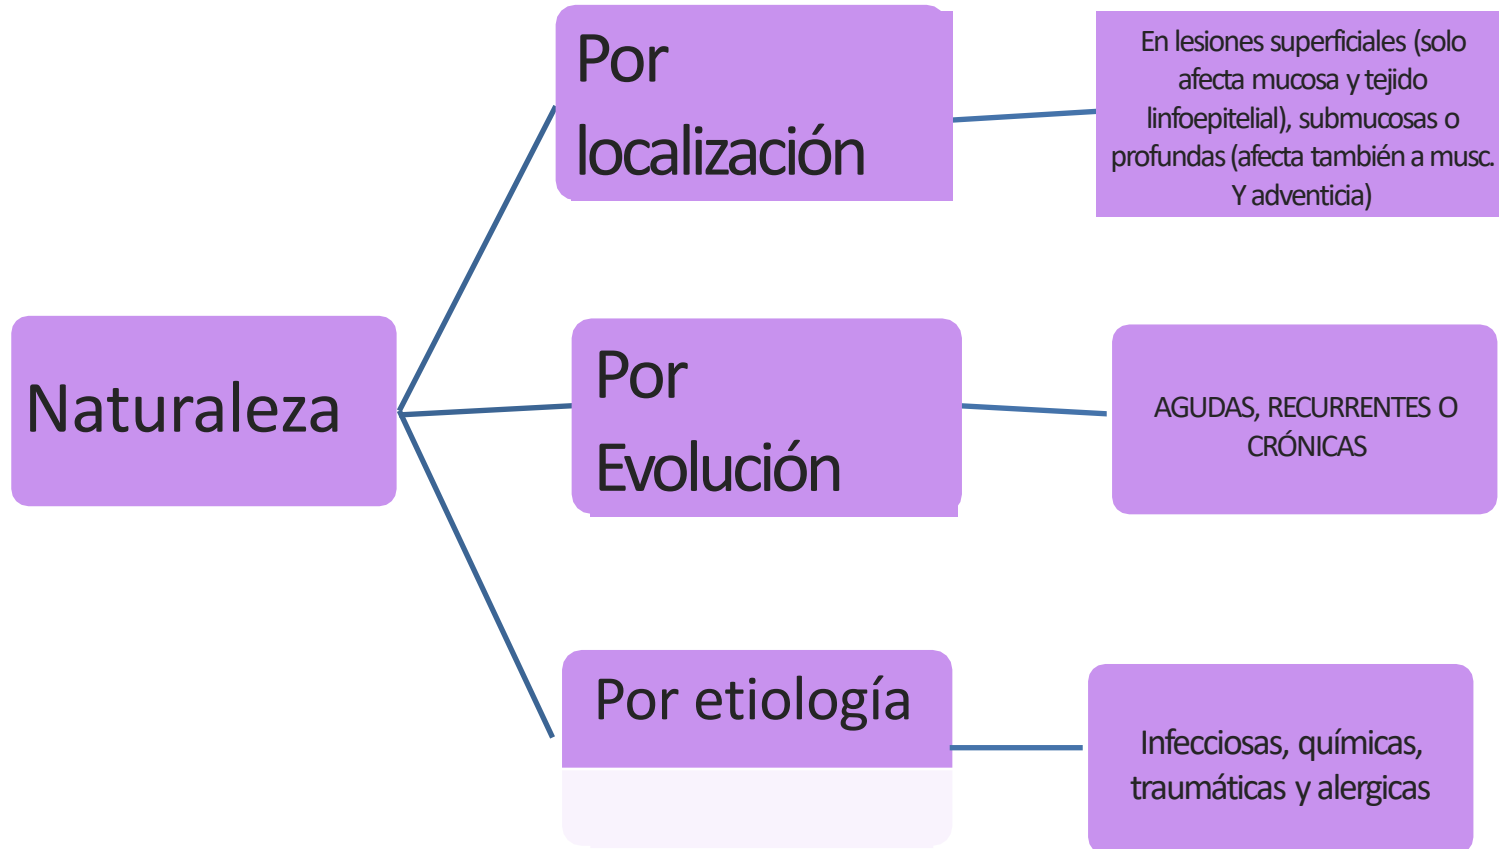 Por
localización
En lesiones superficiales (solo
afecta mucosa y tejido
linfoepitelial), submucosas o
profundas (afecta también a musc.
Y adventicia)
Naturaleza
Por
Evolución
AGUDAS, RECURRENTES O
CRÓNICAS
Por etiología
Infecciosas, químicas,
traumáticas y alergicas